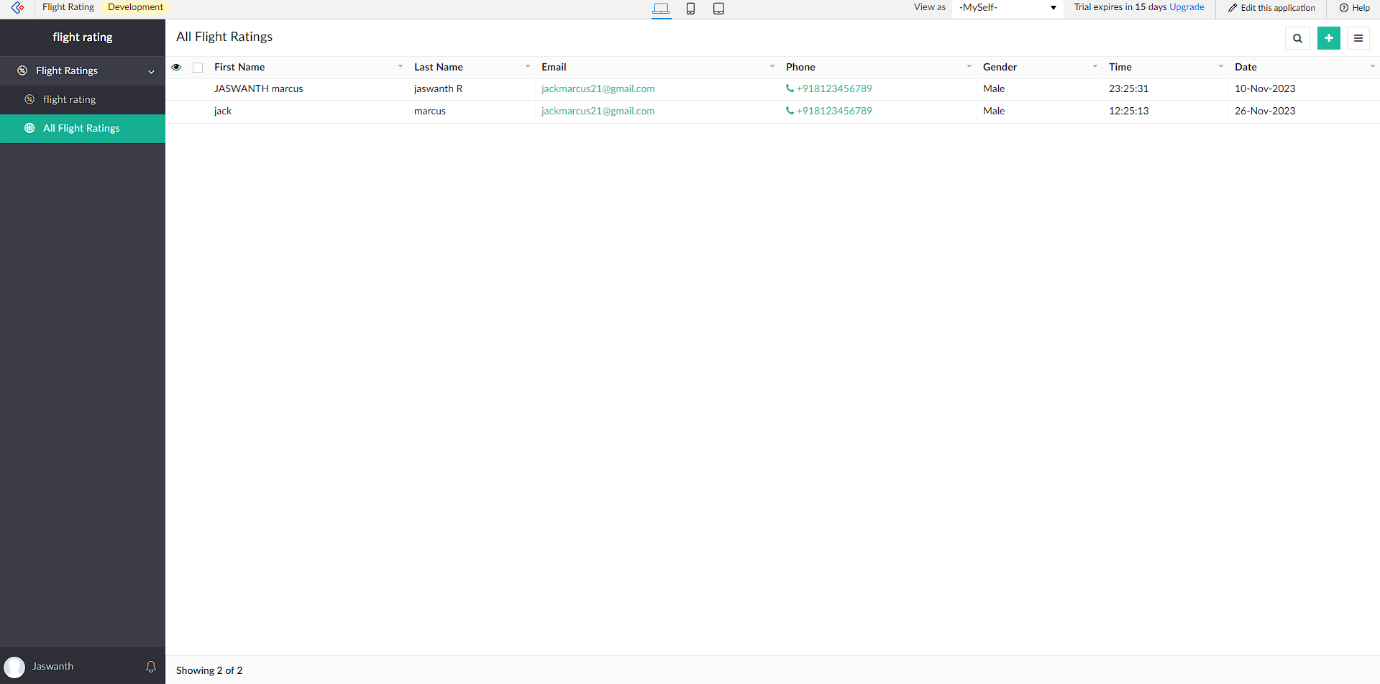 Flight Rating Development View as -MySelf- Trial expires in 15 days Upgrade Edit this application Help
flight rating
Flight Ratings
flight rating
All Flight Ratings
All Flight Ratings
First Name Last Name Email Phone Gender Time Date
JASWANTH marcus jaswanth R jackmarcus21@gmail.com +918123456789 Male 23:25:31 10-Nov-2023
jack marcus jackmarcus21@gmail.com +918123456789 Male 12:25:13 26-Nov-2023
Jaswanth
Showing 2 of 2